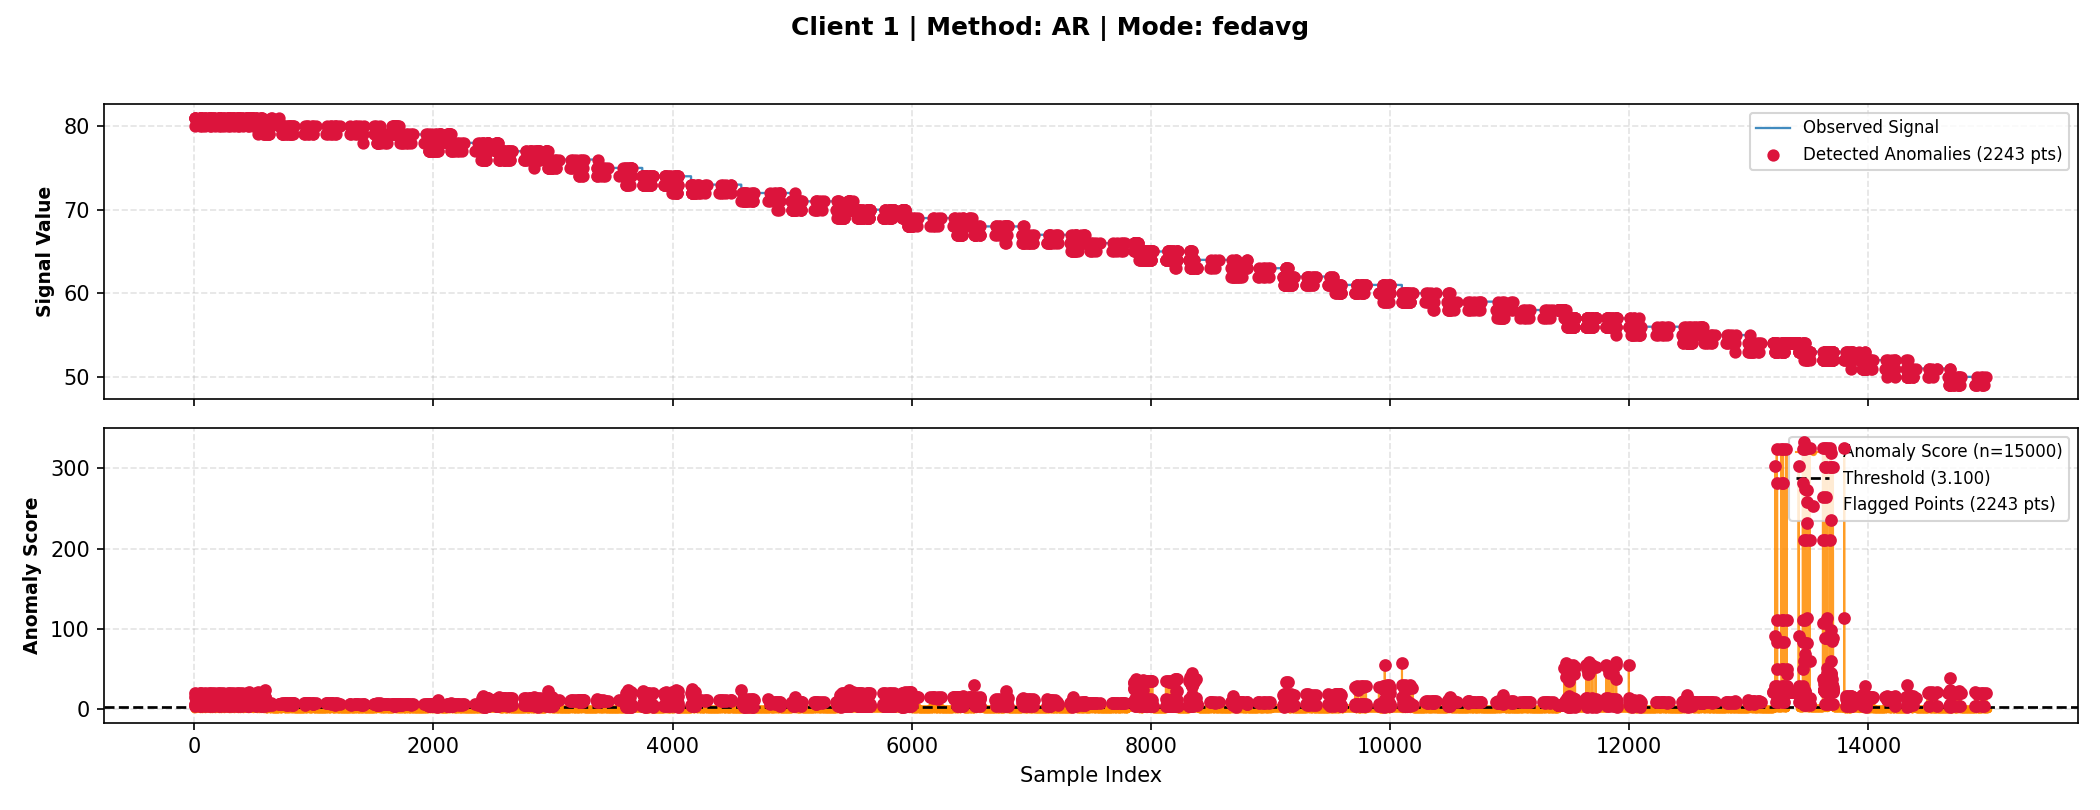 Client 1 | Method: AR | Mode: fedavg
Signal Value
80
70
60
50
Observed Signal
Detected Anomalies (2243 pts)
Anomaly Score
300
200
100
0
Anomaly Score (n=15000)
Threshold (3.100)
Flagged Points (2243 pts)
0 2000 4000 6000 8000 10000 12000 14000
Sample Index